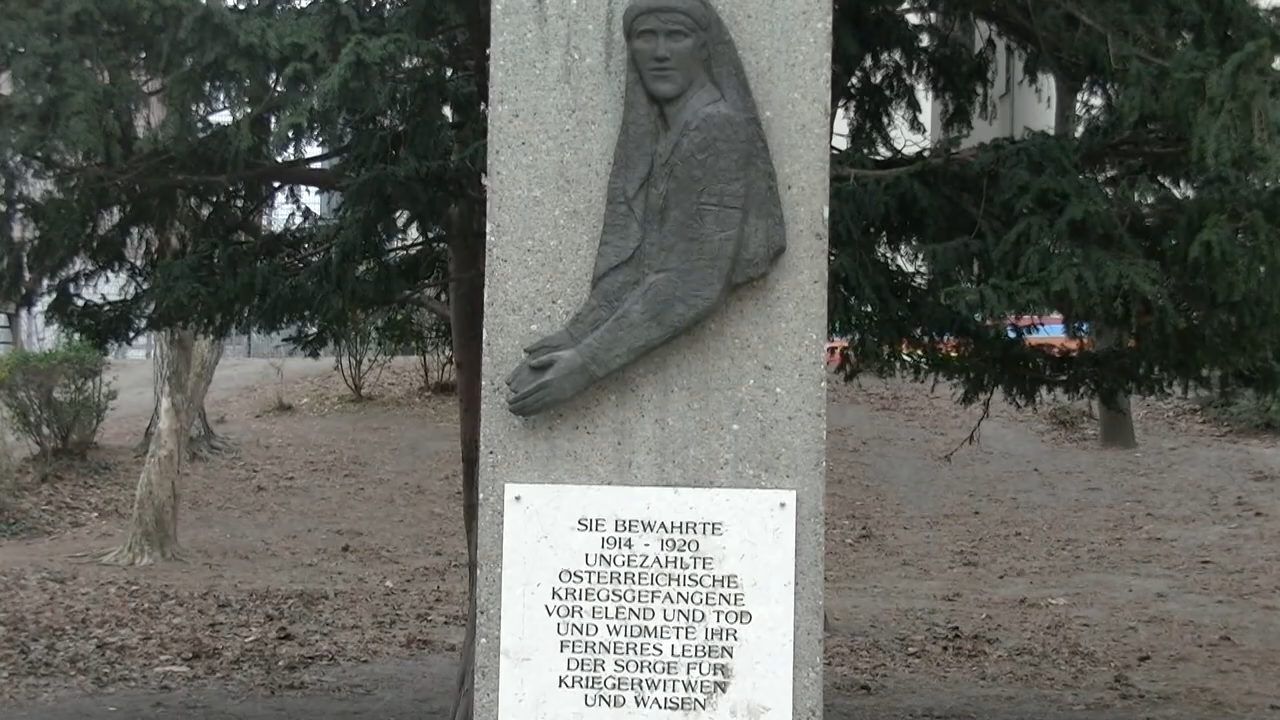 SIE BEWAHRTE
1914 - 1920
UNGEZÄHLTE
ÖSTERREICHISCHE
KRIEGSGEFANGENE
VOR ELEND UND TOD
UND WIDMETE IHR
FERNERES LEBEN
DER SORGE FÜR
KRIEGERWITWEN
UND WAISEN